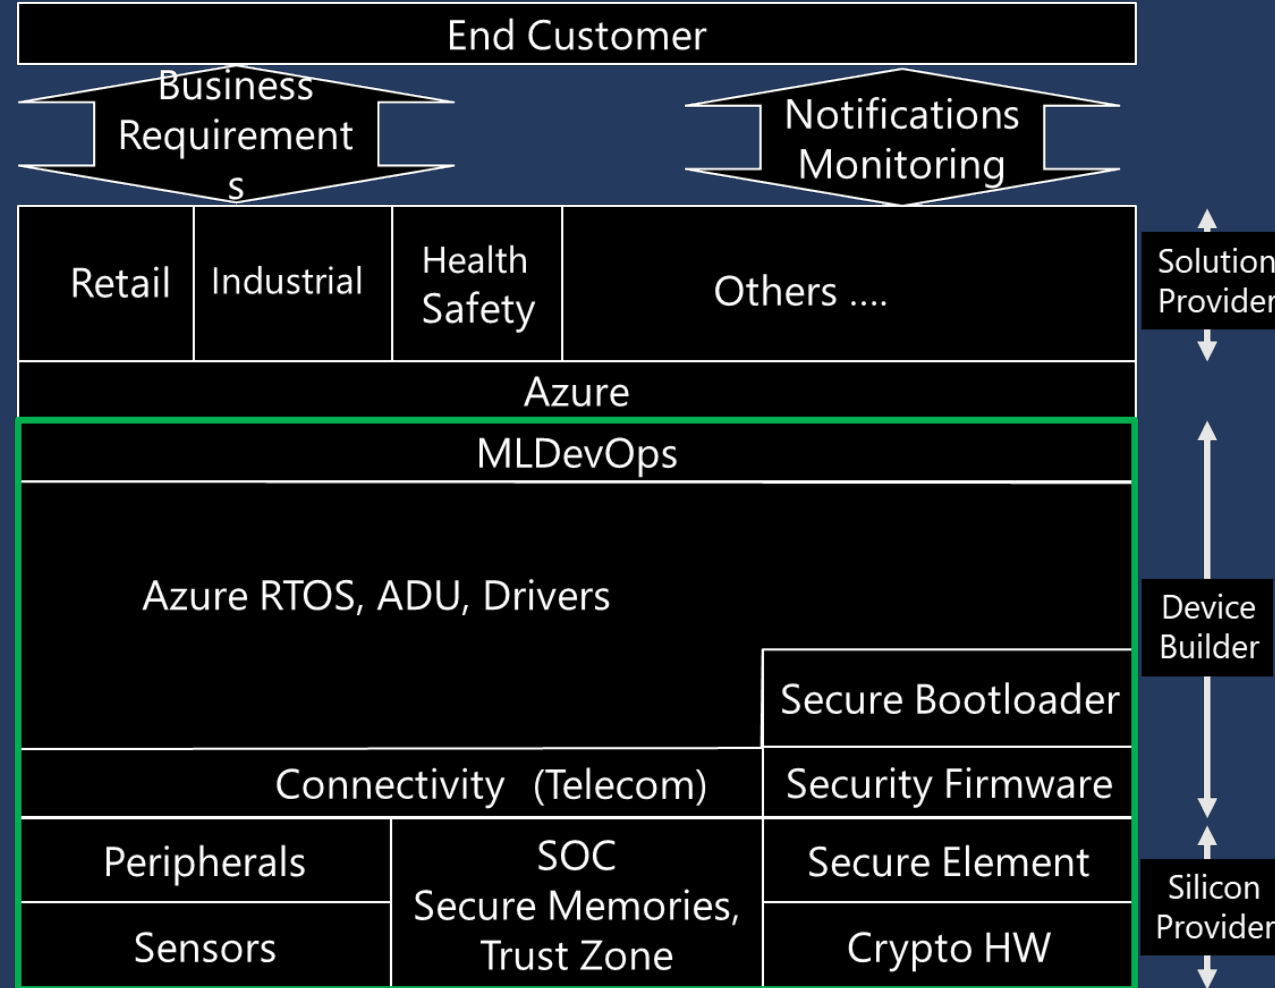 End Customer
Business
Requirement
s
Notifications
Monitoring
Retail
Industrial
Health
Safety
Others ....
Solution
Provider
Azure
MLDevOps
Azure RTOS, ADU, Drivers
Device
Builder
Secure Bootloader
Connectivity (Telecom)
Security Firmware
Peripherals
SOC
Secure Memories,
Trust Zone
Secure Element
Sensors
Crypto HW
Silicon
Provider